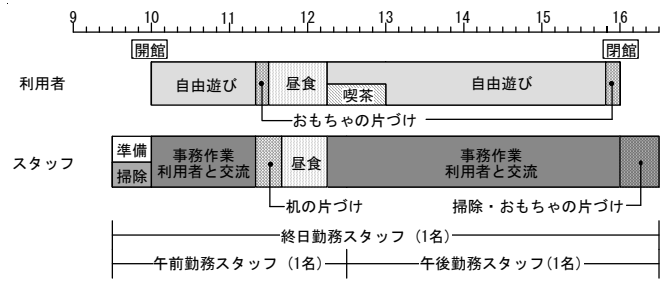 9 10 11 12 13 14 15 16
開館 閉館
利用者 自由遊び 昼食 喫茶 自由遊び
おもちゃの片づけ
スタッフ 準備 掃除 事務作業 利用者と交流 昼食 事務作業 利用者と交流
机の片づけ 掃除・おもちゃの片づけ
終日勤務スタッフ (1名)
午前勤務スタッフ (1名) 午後勤務スタッフ(1名)